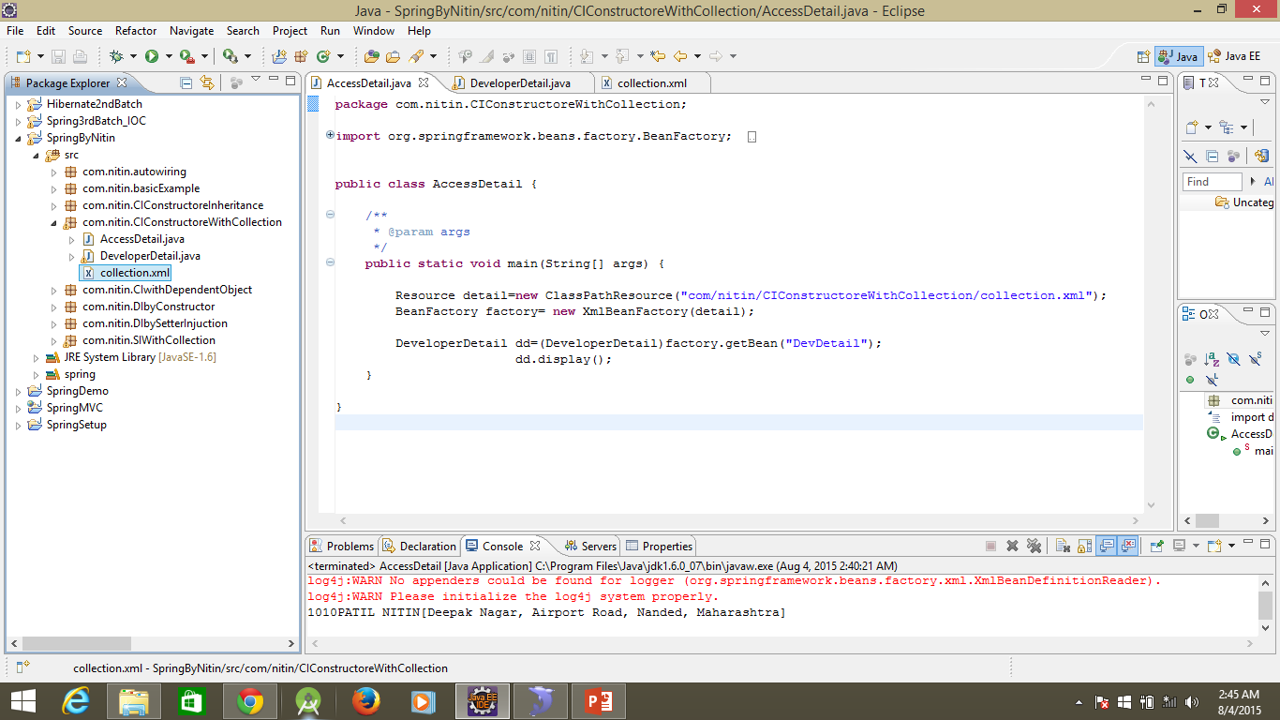 Java - SpringByNitin/src/com/nitin/CIConstructoreWithCollection/AccessDetail.java - Eclipse
File Edit Source Refactor Navigate Search Project Run Window Help
Java Java EE
Package Explorer
Hibernate2ndBatch
Spring3rdBatch_IOC
SpringByNitin
src
com.nitin.autowiring
com.nitin.basicExample
com.nitin.CIConstructoreInheritance
com.nitin.CIConstructoreWithCollection
AccessDetail.java
DeveloperDetail.java
collection.xml
com.nitin.CIwithDependentObject
com.nitin.DIbyConstructor
com.nitin.DIbySetterInjuction
com.nitin.SIWithCollection
JRE System Library [JavaSE-1.6]
spring
SpringDemo
SpringMVC
SpringSetup
AccessDetail.java DeveloperDetail.java collection.xml
package com.nitin.CIConstructoreWithCollection;
import org.springframework.beans.factory.BeanFactory;
public class AccessDetail {
/**
* @param args
*/
public static void main(String[] args) {
Resource detail=new ClassPathResource("com/nitin/CIConstructoreWithCollection/collection.xml");
BeanFactory factory= new XmlBeanFactory(detail);
DeveloperDetail dd=(DeveloperDetail)factory.getBean("DevDetail");
dd.display();
}
}
T
Find Al
Uncateg
O
com.niti
import d
AccessD
mai
Problems Declaration Console Servers Properties
<terminated> AccessDetail [Java Application] C:\Program Files\Java\jdk1.6.0_07\bin\javaw.exe (Aug 4, 2015 2:40:21 AM)
log4j:WARN No appenders could be found for logger (org.springframework.beans.factory.xml.XmlBeanDefinitionReader).
log4j:WARN Please initialize the log4j system properly.
1010PATIL NITIN[Deepak Nagar, Airport Road, Nanded, Maharashtra]
collection.xml - SpringByNitin/src/com/nitin/CIConstructoreWithCollection
2:45 AM
8/4/2015